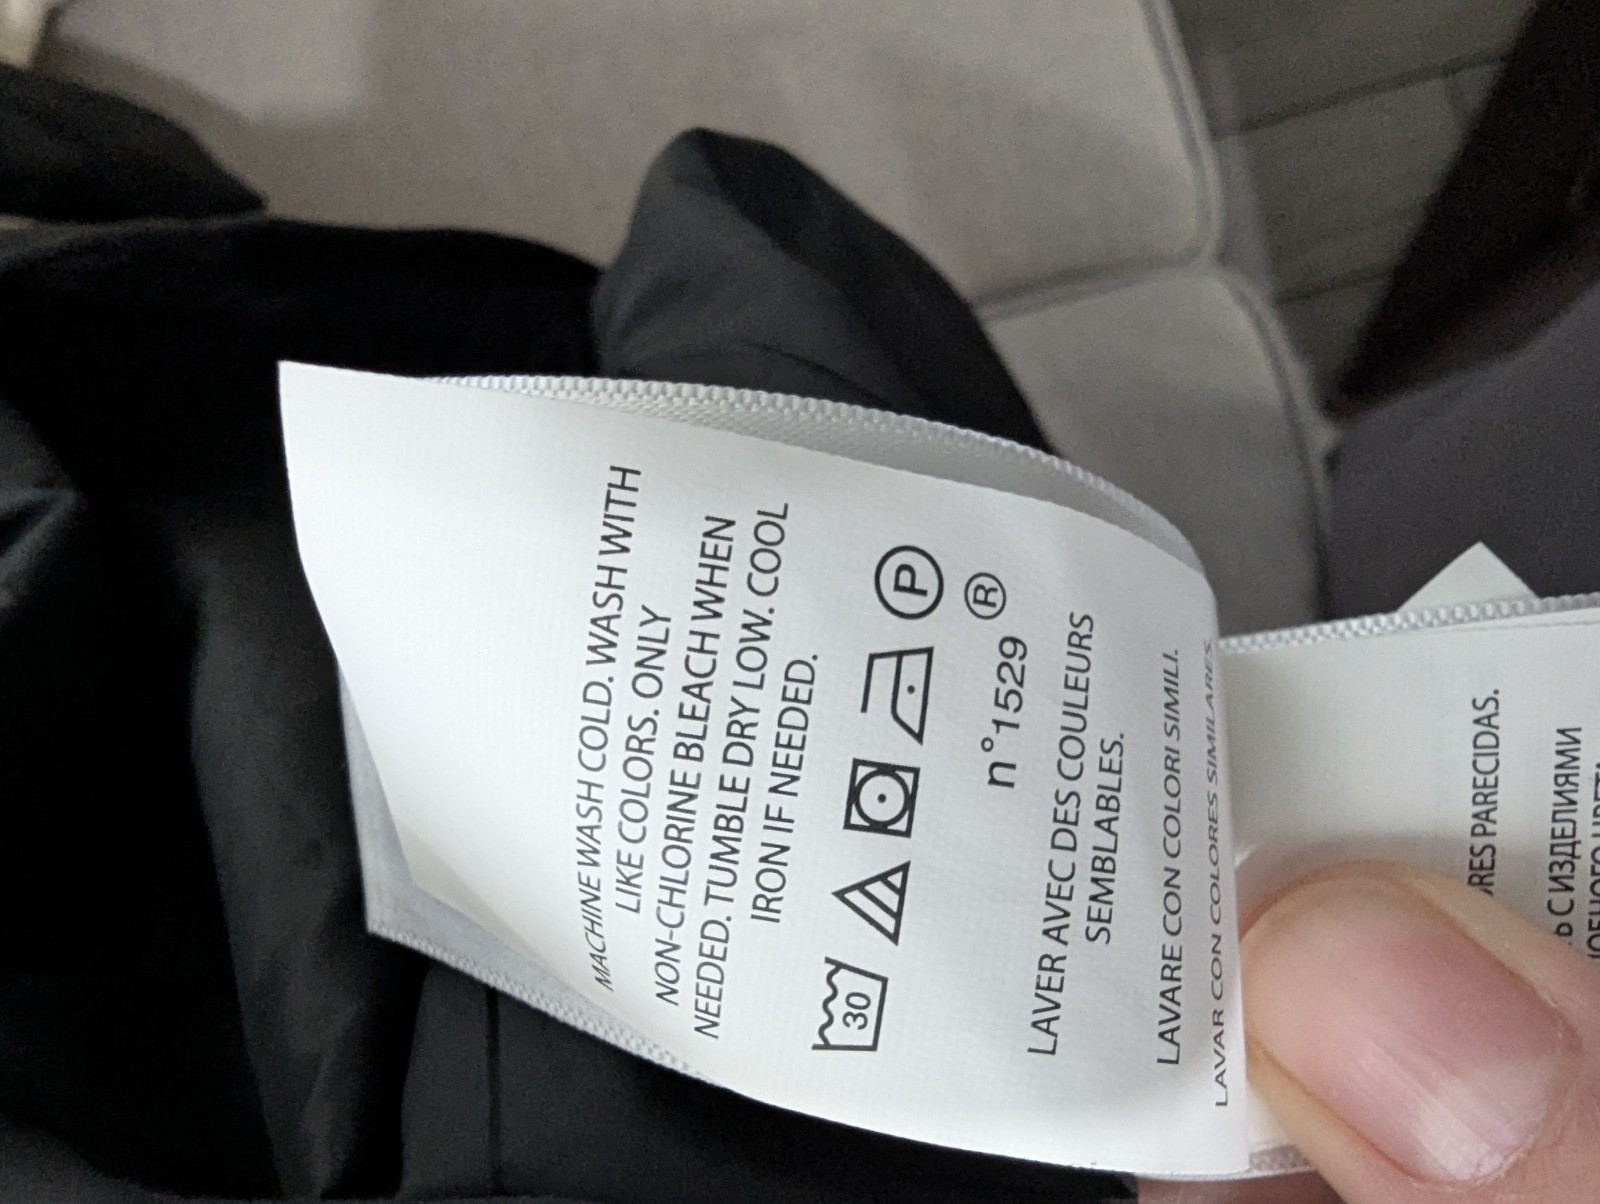 MACHINE WASH COLD. WASH WITH
LIKE COLORS. ONLY
NON-CHLORINE BLEACH WHEN
NEEDED. TUMBLE DRY LOW. COOL
IRON IF NEEDED.
30 P
n°1529 ®
LAVER AVEC DES COULEURS
SEMBLABLES.
LAVARE CON COLORI SIMILI.
LAVAR CON COLORES SIMILARES.
PARECIDAS.
С ИЗДЕЛИЯМИ